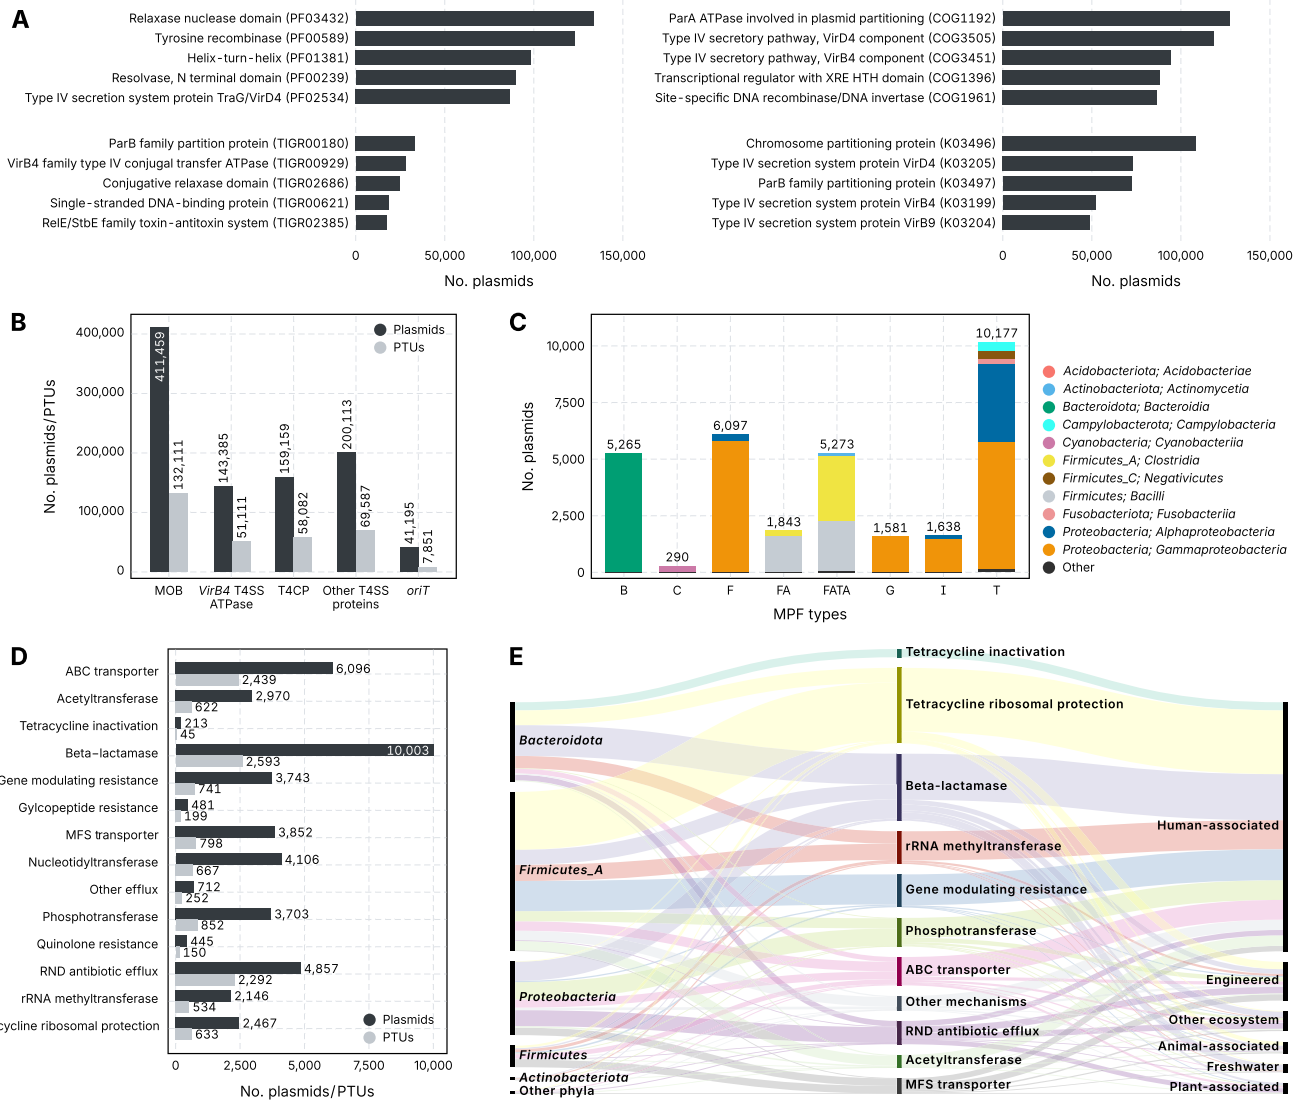 A
Relaxase nuclease domain (PF03432)
Tyrosine recombinase (PF00589)
Helix-turn-helix (PF01381)
Resolvase, N terminal domain (PF00239)
Type IV secretion system protein TraG/VirD4 (PF02534)
ParB family partition protein (TIGR00180)
VirB4 family type IV conjugal transfer ATPase (TIGR00929)
Conjugative relaxase domain (TIGR02686)
Single-stranded DNA-binding protein (TIGR00621)
RelE/StbE family toxin-antitoxin system (TIGR02385)
0 50,000 100,000 150,000
No. plasmids
ParA ATPase involved in plasmid partitioning (COG1192)
Type IV secretory pathway, VirD4 component (COG3505)
Type IV secretory pathway, VirB4 component (COG3451)
Transcriptional regulator with XRE HTH domain (COG1396)
Site-specific DNA recombinase/DNA invertase (COG1961)
Chromosome partitioning protein (K03496)
Type IV secretion system protein VirD4 (K03205)
ParB family partitioning protein (K03497)
Type IV secretion system protein VirB4 (K03199)
Type IV secretion system protein VirB9 (K03204)
0 50,000 100,000 150,000
No. plasmids
B
No. plasmids/PTUs
400,000
300,000
200,000
100,000
0
Plasmids
PTUs
411,459
132,111
143,385
51,111
159,159
58,082
200,113
69,587
41,195
7,851
MOB
VirB4 T4SS
ATPase
T4CP
Other T4SS
proteins
oriT
C
No. plasmids
10,000
7,500
5,000
2,500
0
5,265
290
6,097
1,843
5,273
1,581
1,638
10,177
B C F FA FATA G I T
MPF types
Acidobacteriota; Acidobacteriae
Actinobacteriota; Actinomycetia
Bacteroidota; Bacteroidia
Campylobacterota; Campylobacteria
Cyanobacteria; Cyanobacteriia
Firmicutes_A; Clostridia
Firmicutes_C; Negativicutes
Firmicutes; Bacilli
Fusobacteriota; Fusobacteriia
Proteobacteria; Alphaproteobacteria
Proteobacteria; Gammaproteobacteria
Other
D
ABC transporter 6,096
2,439
Acetyltransferase 2,970
622
Tetracycline inactivation 213
45
Beta-lactamase 10,003
2,593
Gene modulating resistance 3,743
741
Gylcopeptide resistance 481
199
MFS transporter 3,852
798
Nucleotidyltransferase 4,106
667
Other efflux 712
252
Phosphotransferase 3,703
852
Quinolone resistance 445
150
RND antibiotic efflux 4,857
2,292
rRNA methyltransferase 2,146
534
cycline ribosomal protection 2,467
633
Plasmids
PTUs
0 2,500 5,000 7,500 10,000
No. plasmids/PTUs
E
Bacteroidota
Firmicutes_A
Proteobacteria
Firmicutes
Actinobacteriota
Other phyla
Tetracycline inactivation
Tetracycline ribosomal protection
Beta-lactamase
rRNA methyltransferase
Gene modulating resistance
Phosphotransferase
ABC transporter
Other mechanisms
RND antibiotic efflux
Acetyltransferase
MFS transporter
Human-associated
Engineered
Other ecosystem
Animal-associated
Freshwater
Plant-associated